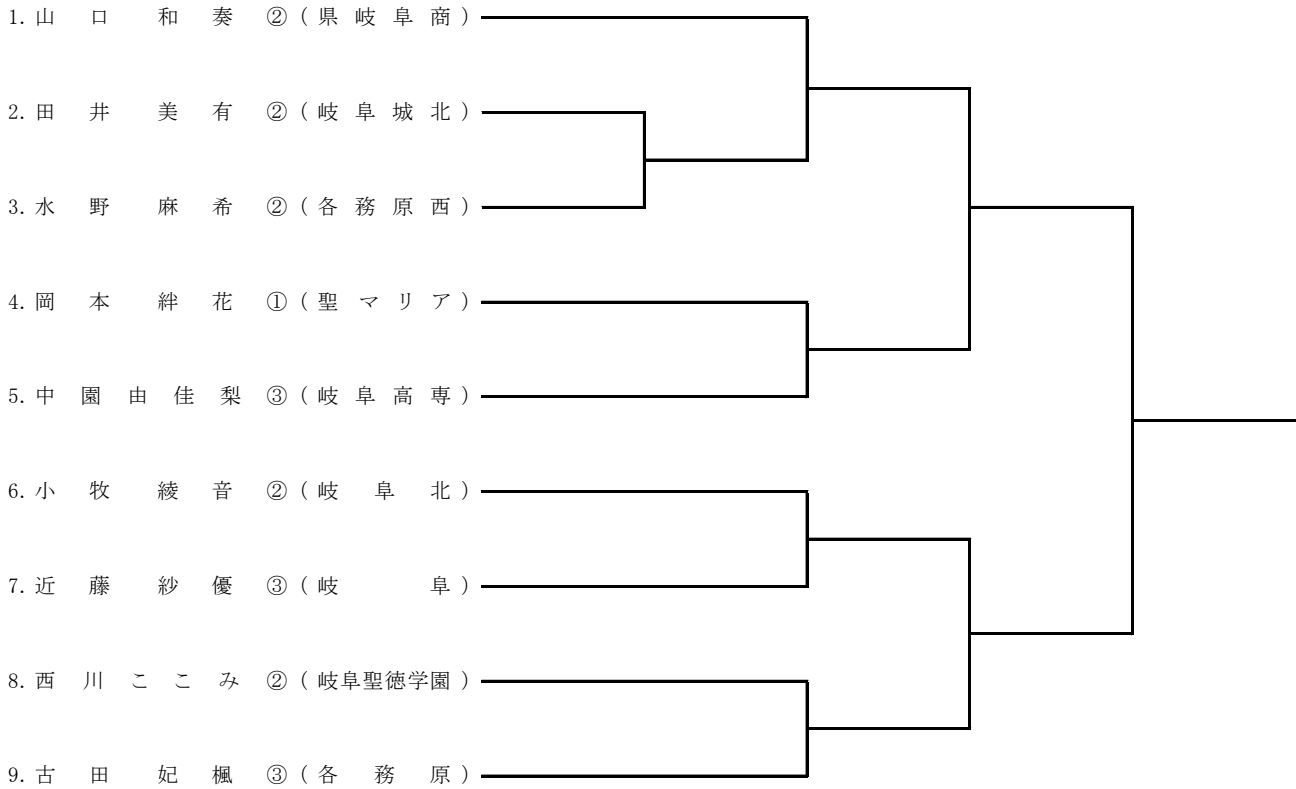 1. 山口 和奏 ② (県岐阜商)
2. 田井 美有 ② (岐阜城北)
3. 水野 麻希 ② (各務原西)
4. 岡本 絆花 ① (聖マリア)
5. 中園 由佳梨 ③ (岐阜高専)
6. 小牧 綾音 ② (岐阜北)
7. 近藤 紗優 ③ (岐阜)
8. 西川 ここみ ② (岐阜聖徳学園)
9. 古田 妃楓 ③ (各務原)